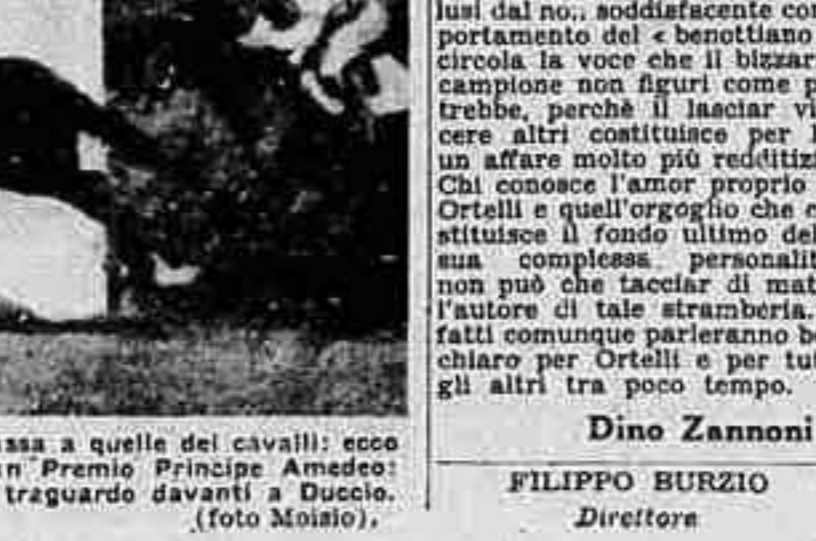 assa a quelle dei cavalli: ecco
n Premio Principe Amedeo:
traguardo davanti a Duccio.
(foto Moisio).
lusi dal no., soddisfacente con
portamento del « benottiano
circola la voce che il bizzar
campione non figuri come p
trebbe, perchè il lasciar vi
cere altri costituisce per l
un affare molto più redditizi
Chi conosce l'amor proprio
Ortelli e quell'orgoglio che c
stituisce il fondo ultimo del
sua complessa personalit
non può che tacciar di mat
l'autore di tale stramberia.
fatti comunque parleranno be
chiaro per Ortelli e per tut
gli altri tra poco tempo.
Dino Zannoni
FILIPPO BURZIO
Direttore